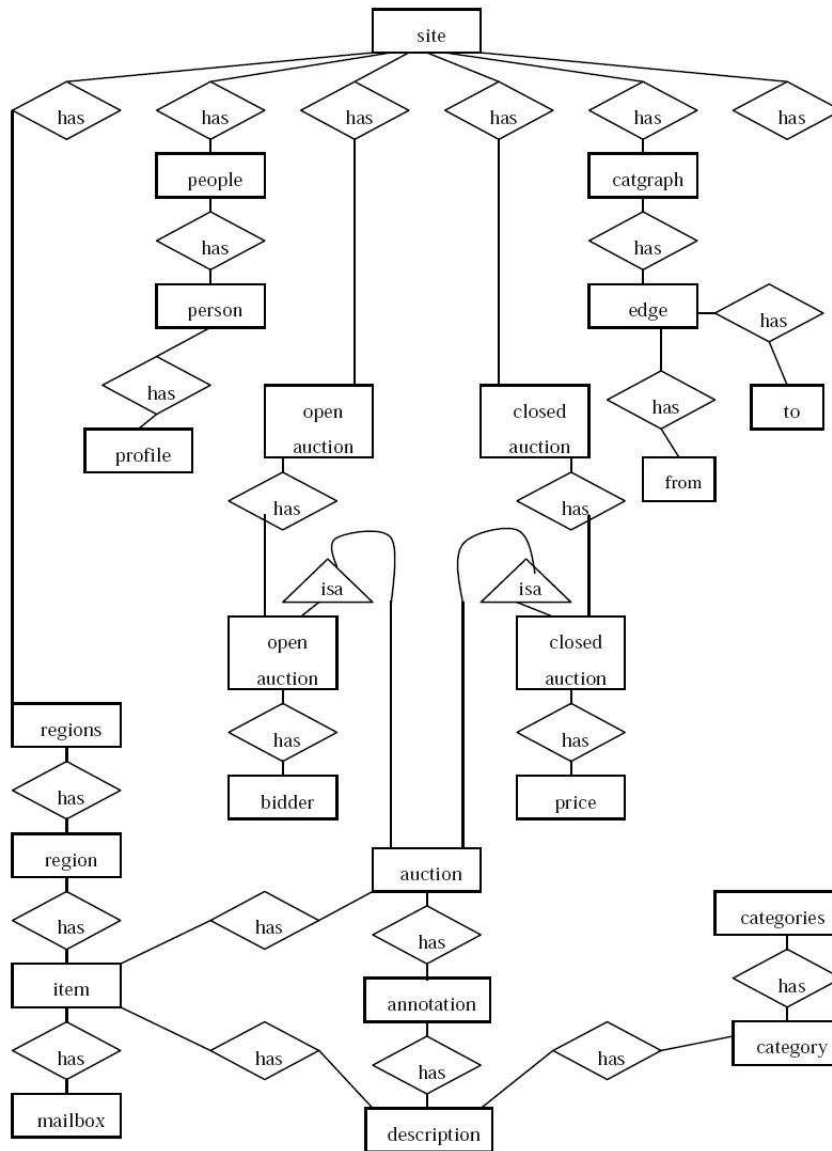 site
has
has
has
has
has
has
people
catgraph
has
has
person
edge
has
has
open
auction
closed
auction
has
to
profile
has
has
from
isa
isa
open
auction
closed
auction
regions
has
has
has
bidder
price
region
auction
has
has
categories
has
has
item
annotation
has
has
has
has
category
mailbox
description